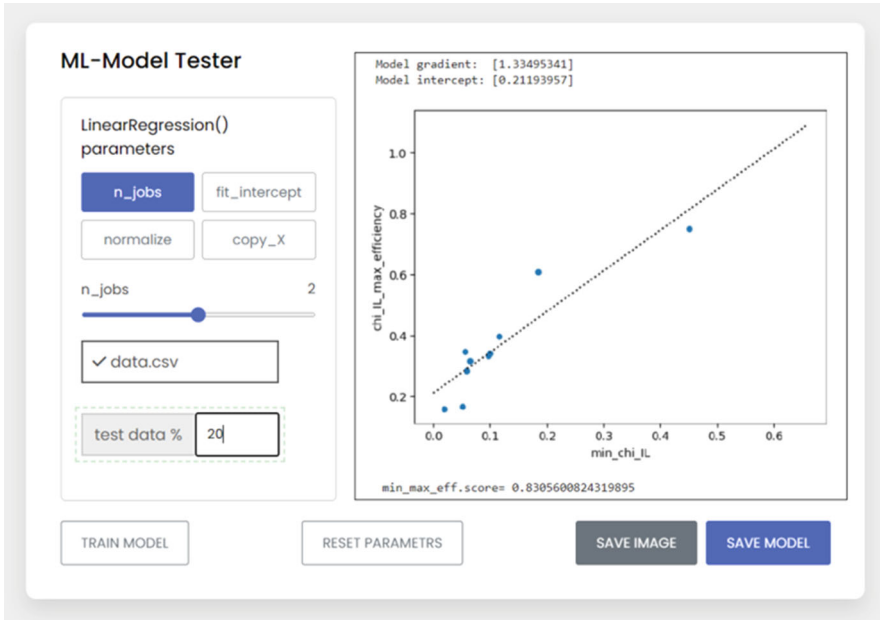 ML-Model Tester
LinearRegression()
parameters
n_jobs
fit_intercept
normalize
copy_X
n_jobs
2
data.csv
test data %
20
Model gradient: [1.33495341]
Model intercept: [0.21193957]
chi_IL_max_efficiency
1.0
0.8
0.6
0.4
0.2
0.0
0.1
0.2
0.3
0.4
0.5
0.6
min_chi_IL
min_max_eff.score= 0.8305600824319895
TRAIN MODEL
RESET PARAMETRS
SAVE IMAGE
SAVE MODEL